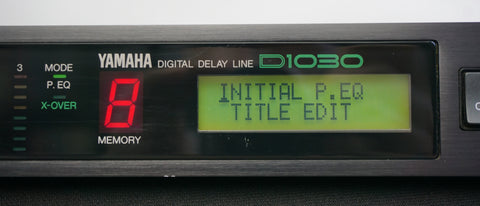 YAMAHA DIGITAL DELAY LINE D1030
3
MODE
P. EQ
X-OVER
8
MEMORY
INITIAL P.EQ
TITLE EDIT